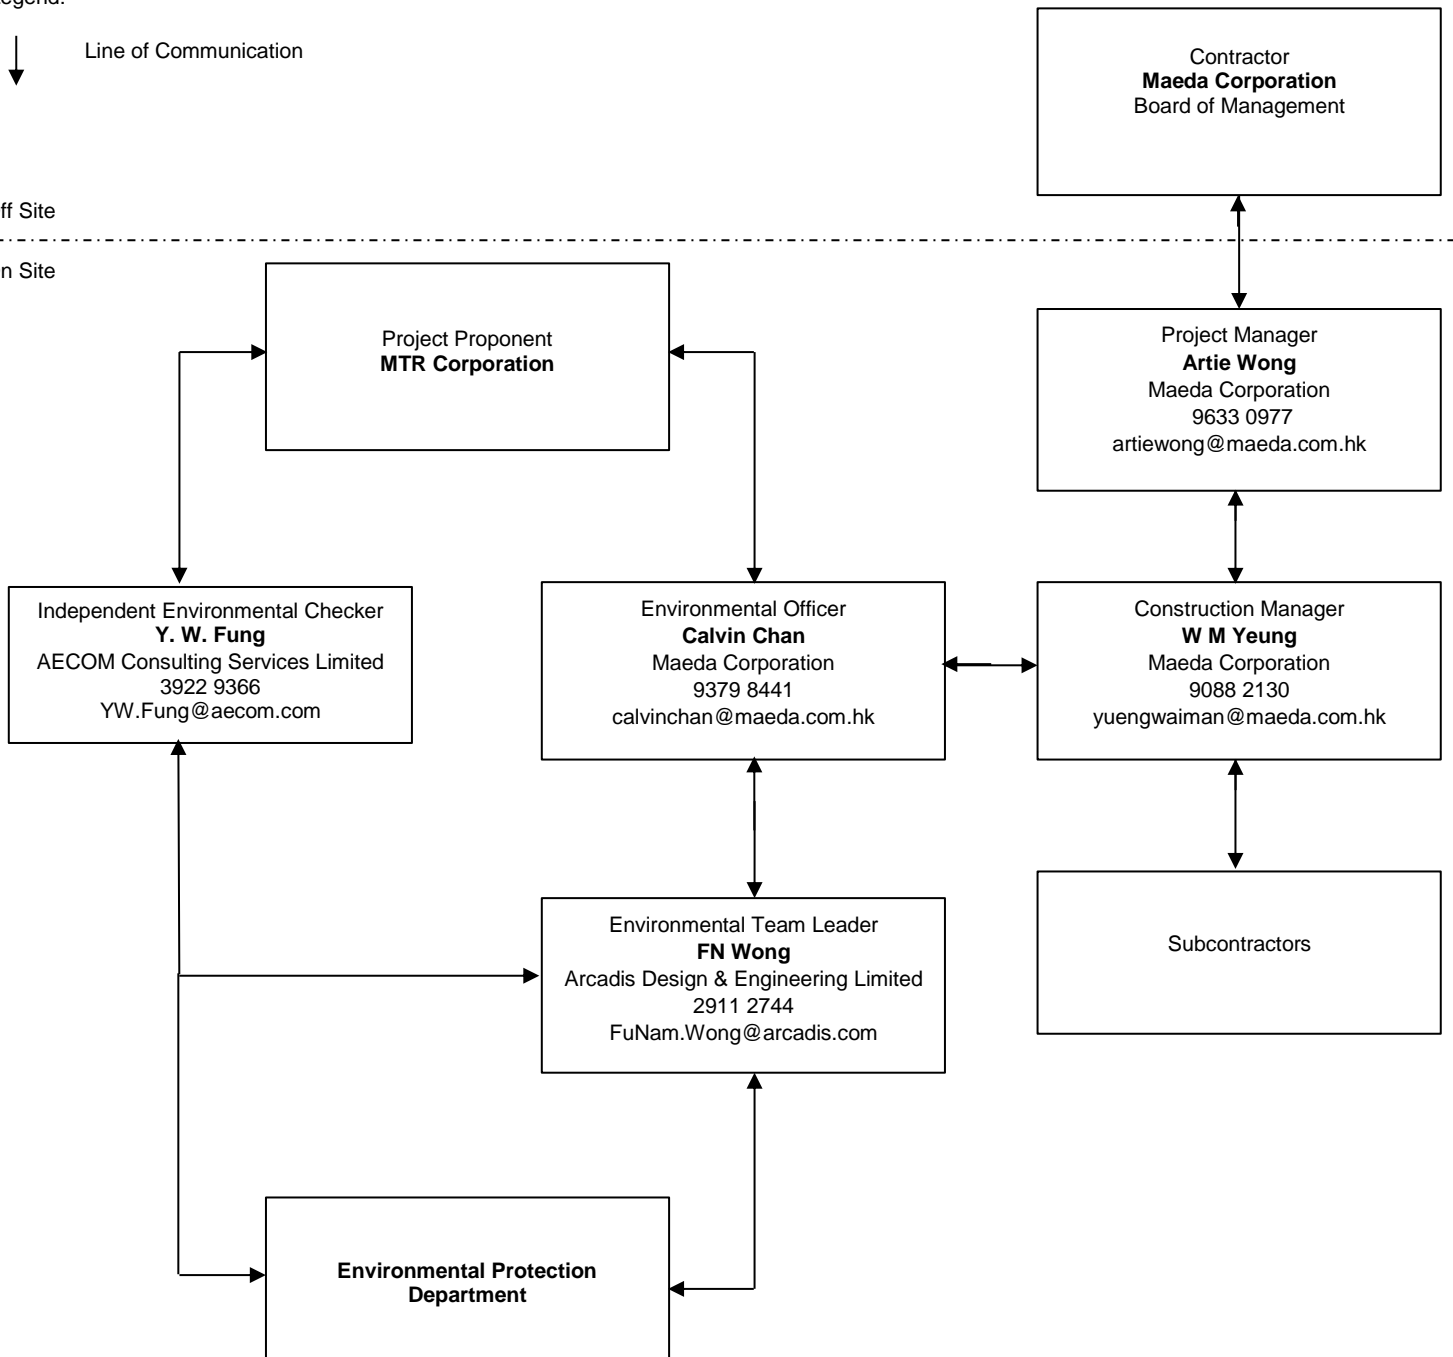 Legend:
Line of Communication
Contractor
Maeda Corporation
Board of Management
ff Site
n Site
Project Proponent
MTR Corporation
Project Manager
Artie Wong
Maeda Corporation
9633 0977
artiewong@maeda.com.hk
Independent Environmental Checker
Y. W. Fung
AECOM Consulting Services Limited
3922 9366
YW.Fung@aecom.com
Environmental Officer
Calvin Chan
Maeda Corporation
9379 8441
calvinchan@maeda.com.hk
Construction Manager
W M Yeung
Maeda Corporation
9088 2130
yuengwaiman@maeda.com.hk
Environmental Team Leader
FN Wong
Arcadis Design & Engineering Limited
2911 2744
FuNam.Wong@arcadis.com
Subcontractors
Environmental Protection
Department